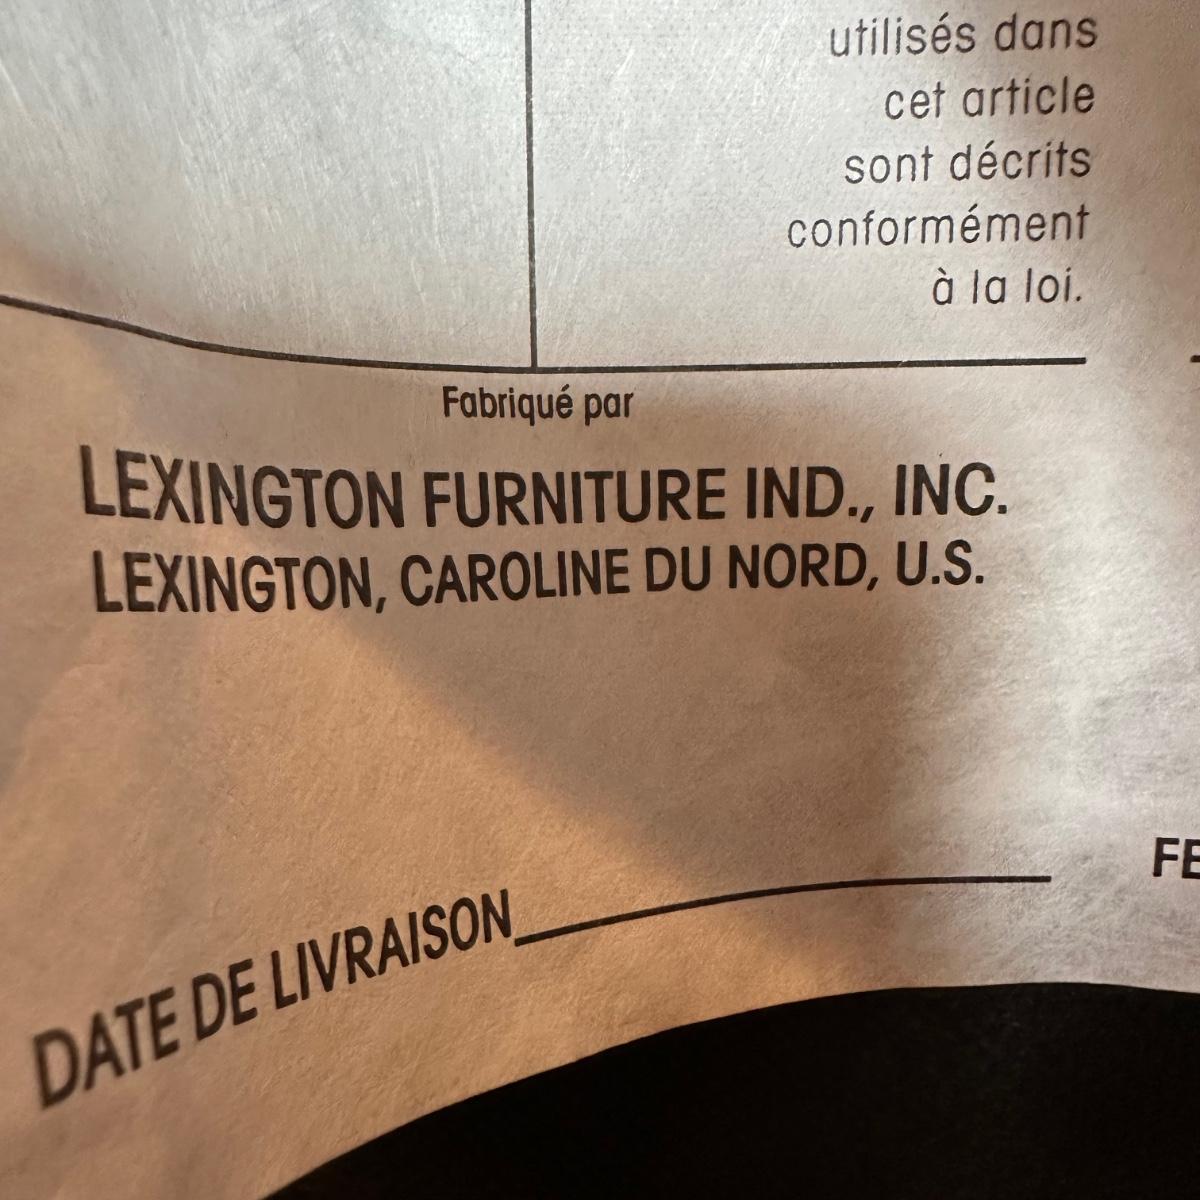 utilisés dans
cet article
sont décrits
conformément
à la loi.
Fabriqué par
LEXINGTON FURNITURE IND., INC.
LEXINGTON, CAROLINE DU NORD, U.S.
FE
DATE DE LIVRAISON